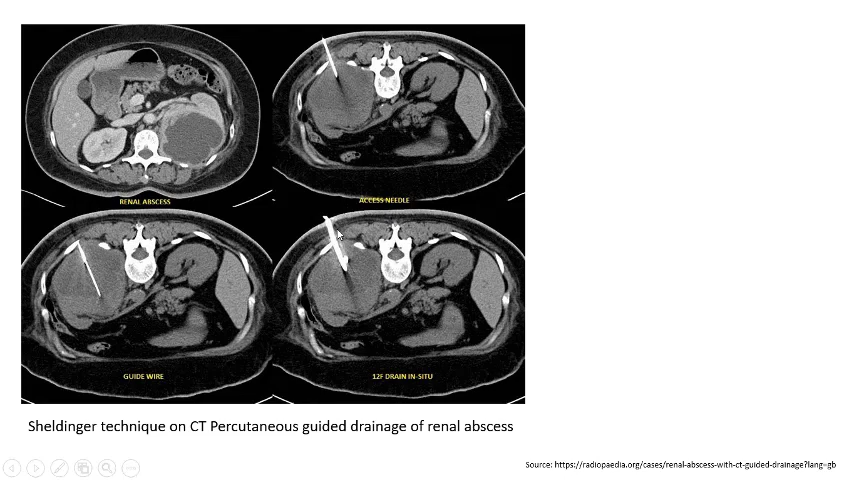 RENAL ABSCESS
ACCESS NEEDLE
GUIDE WIRE
12F DRAIN IN-SITU
Sheldinger technique on CT Percutaneous guided drainage of renal abscess
Source: https://radiopaedia.org/cases/renal-abscess-with-ct-guided-drainage?lang=gb